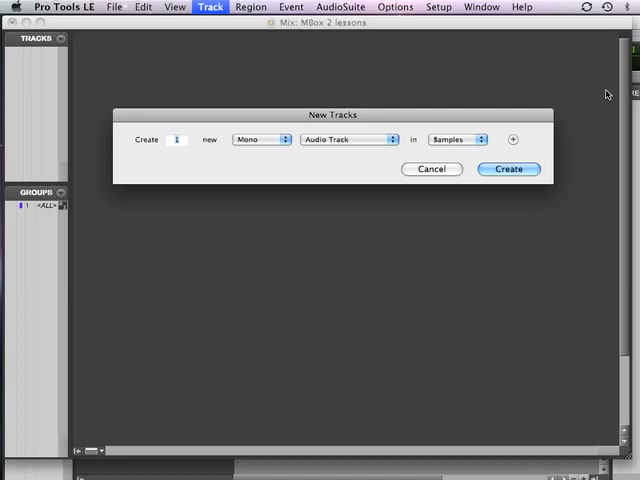 Pro Tools LE File Edit View Track Region Event AudioSuite Options Setup Window Help
Mix: MBox 2 lessons
TRACKS
New Tracks
Create 1 new Mono Audio Track in Samples
Cancel Create
GROUPS
1 <ALL>